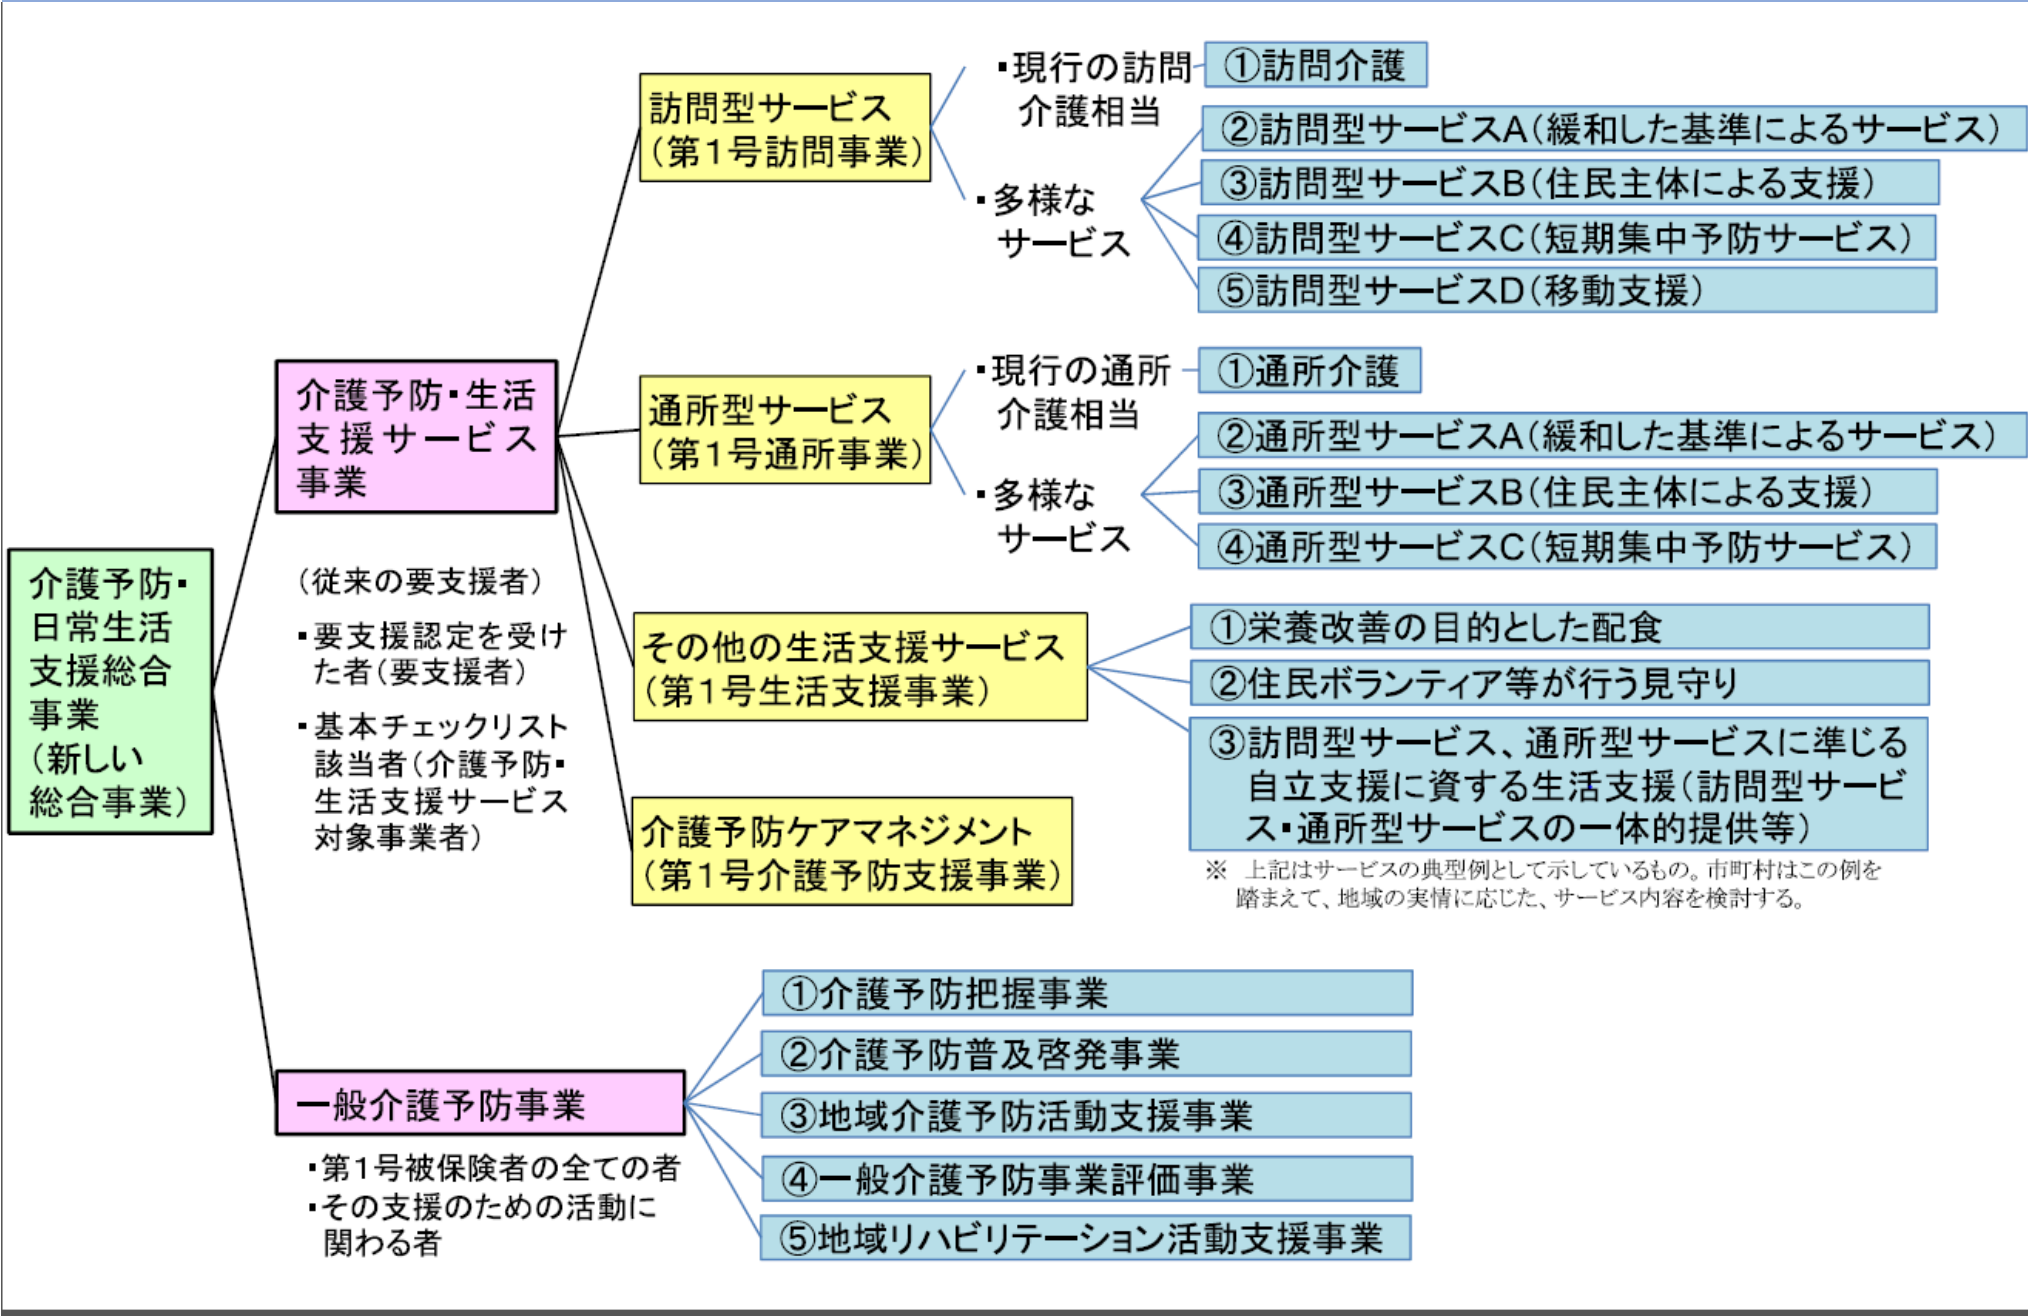 介護予防・
日常生活
支援総合
事業
（新しい
総合事業）
介護予防・生活
支援サービス
事業
（従来の要支援者）
・要支援認定を受け
た者（要支援者）
・基本チェックリスト
該当者（介護予防・
生活支援サービス
対象事業者）
訪問型サービス
（第１号訪問事業）
・現行の訪問
介護相当
①訪問介護
・多様な
サービス
②訪問型サービスA（緩和した基準によるサービス）
③訪問型サービスB（住民主体による支援）
④訪問型サービスC（短期集中予防サービス）
⑤訪問型サービスD（移動支援）
通所型サービス
（第１号通所事業）
・現行の通所
介護相当
①通所介護
・多様な
サービス
②通所型サービスA（緩和した基準によるサービス）
③通所型サービスB（住民主体による支援）
④通所型サービスC（短期集中予防サービス）
その他の生活支援サービス
（第１号生活支援事業）
①栄養改善の目的とした配食
②住民ボランティア等が行う見守り
③訪問型サービス、通所型サービスに準じる
自立支援に資する生活支援（訪問型サービ
ス・通所型サービスの一体的提供等）
※　上記はサービスの典型例として示しているもの。市町村はこの例を
踏まえて、地域の実情に応じた、サービス内容を検討する。
介護予防ケアマネジメント
（第１号介護予防支援事業）
一般介護予防事業
・第１号被保険者の全ての者
・その支援のための活動に
関わる者
①介護予防把握事業
②介護予防普及啓発事業
③地域介護予防活動支援事業
④一般介護予防事業評価事業
⑤地域リハビリテーション活動支援事業